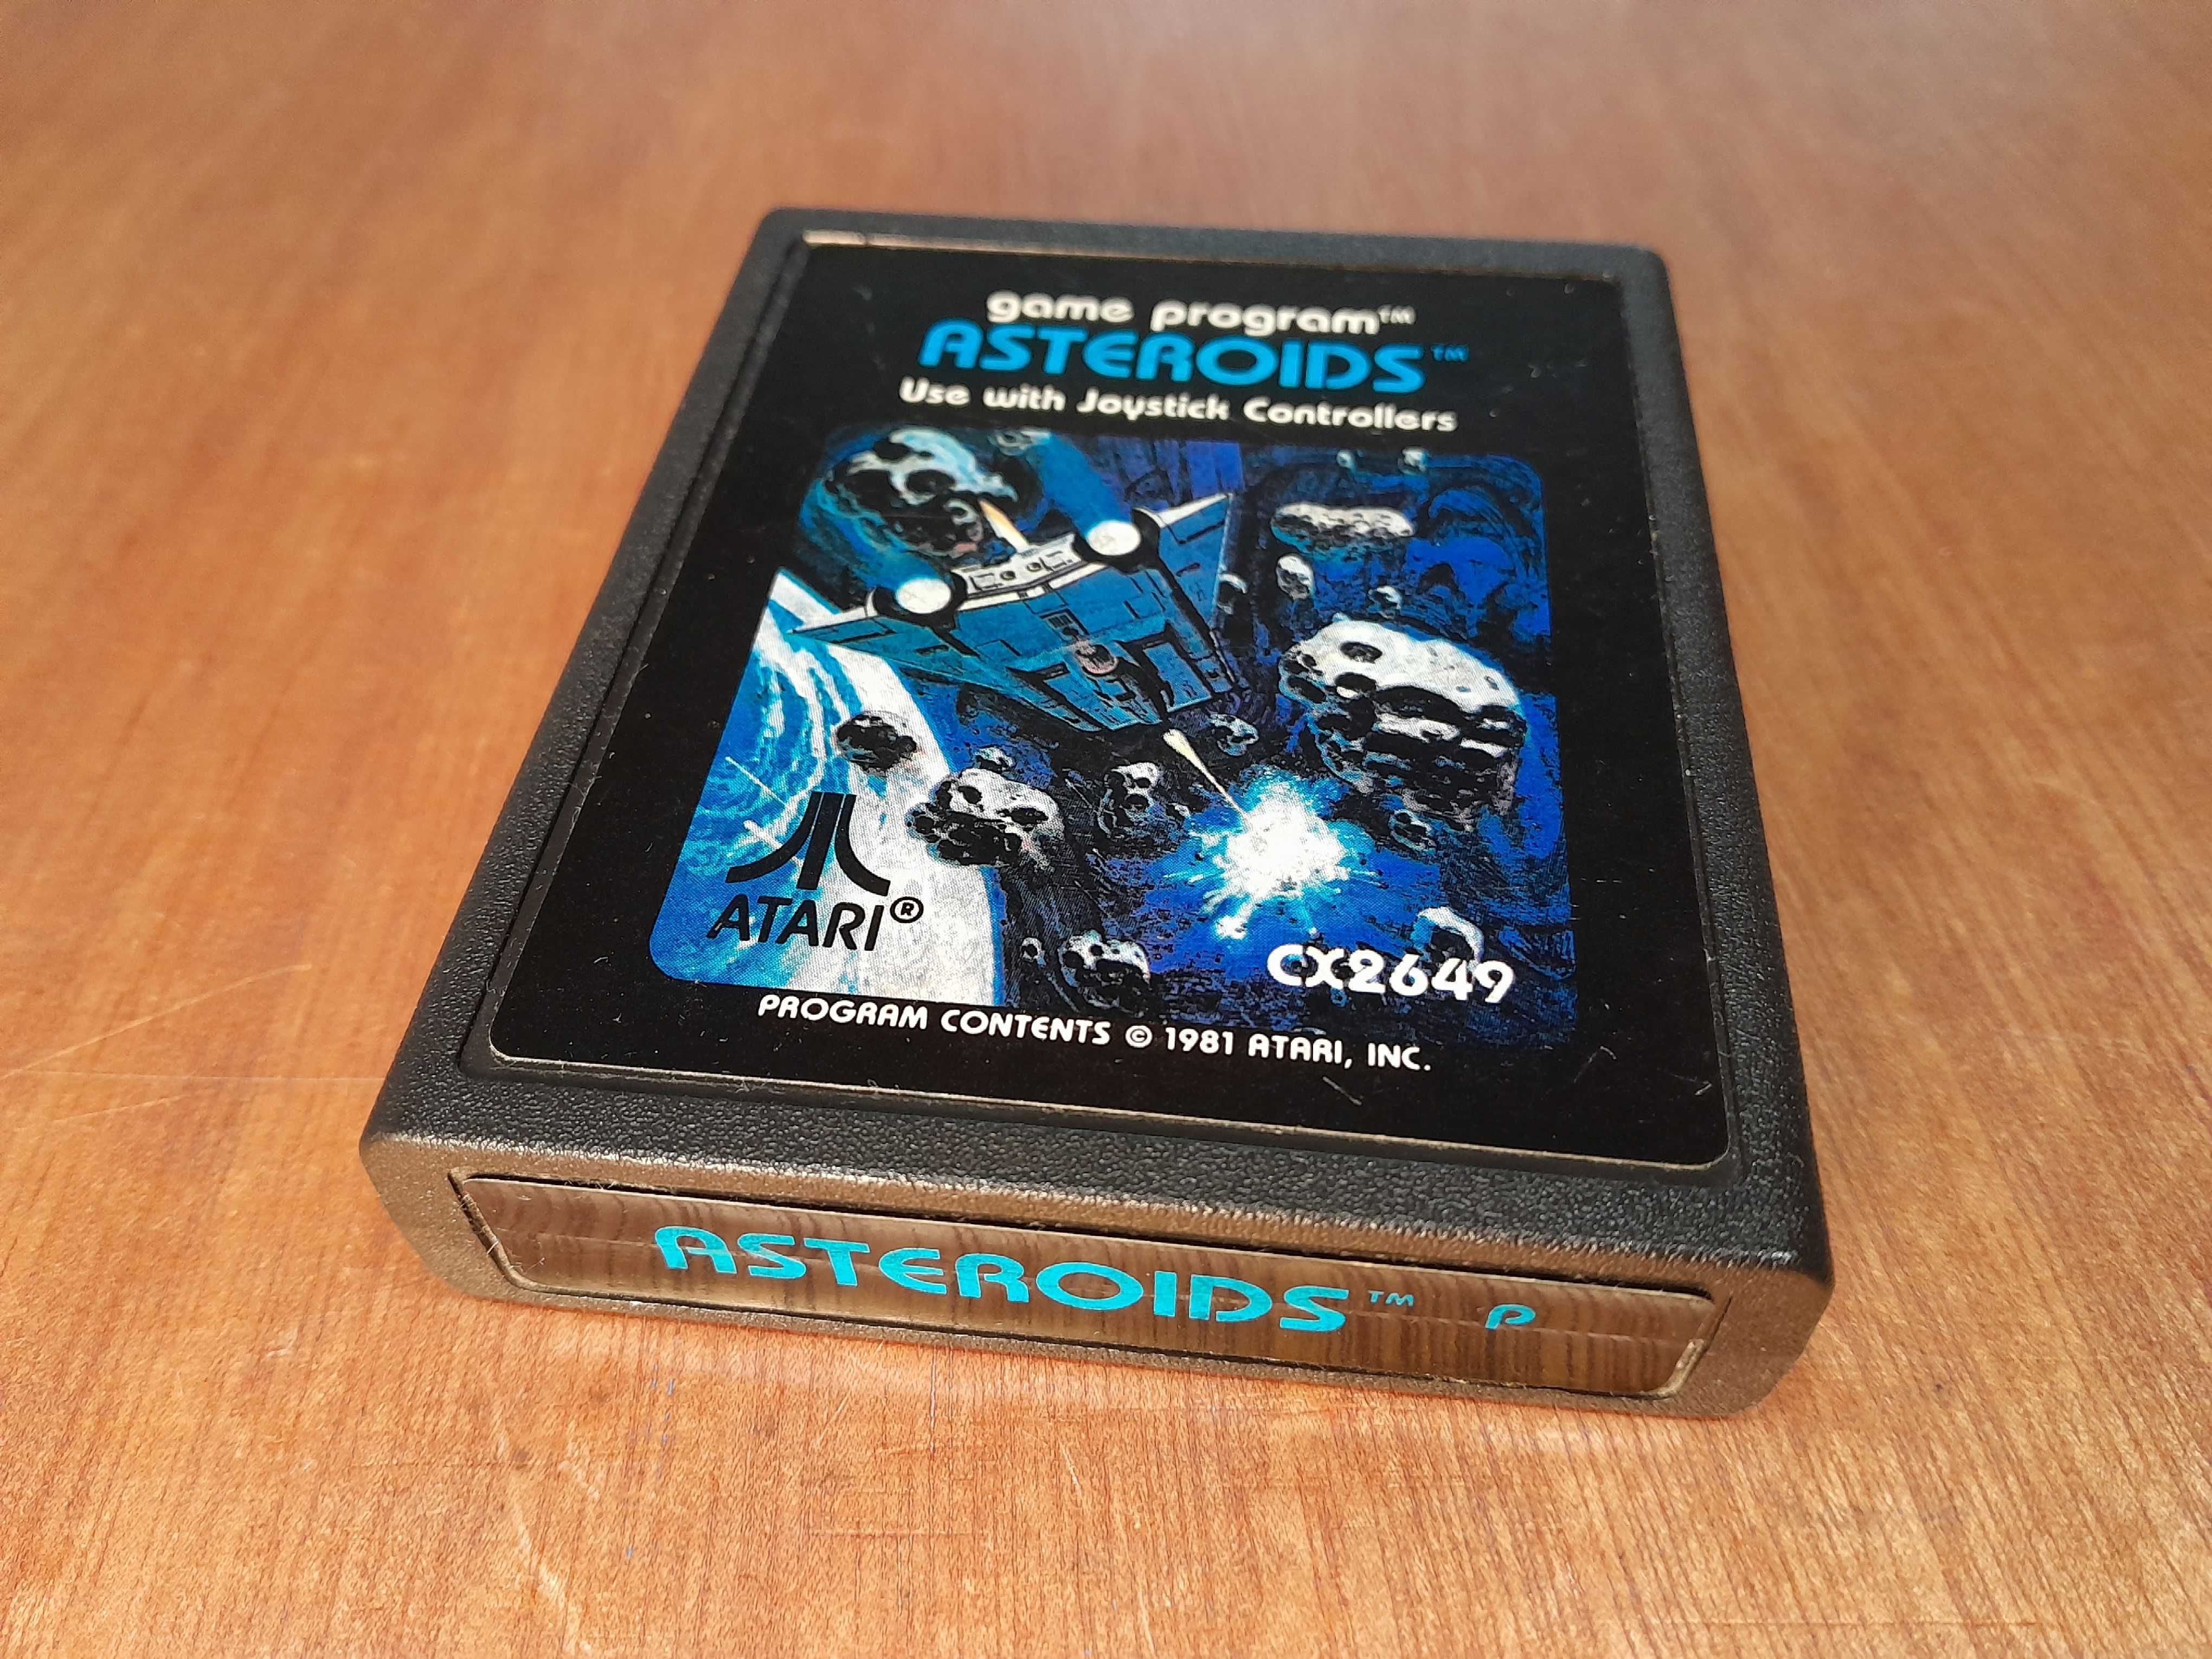 game program™
ASTEROIDS™
Use with Joystick Controllers
ATARI®
CX2649
PROGRAM CONTENTS © 1981 ATARI, INC.
ASTEROIDS™ P